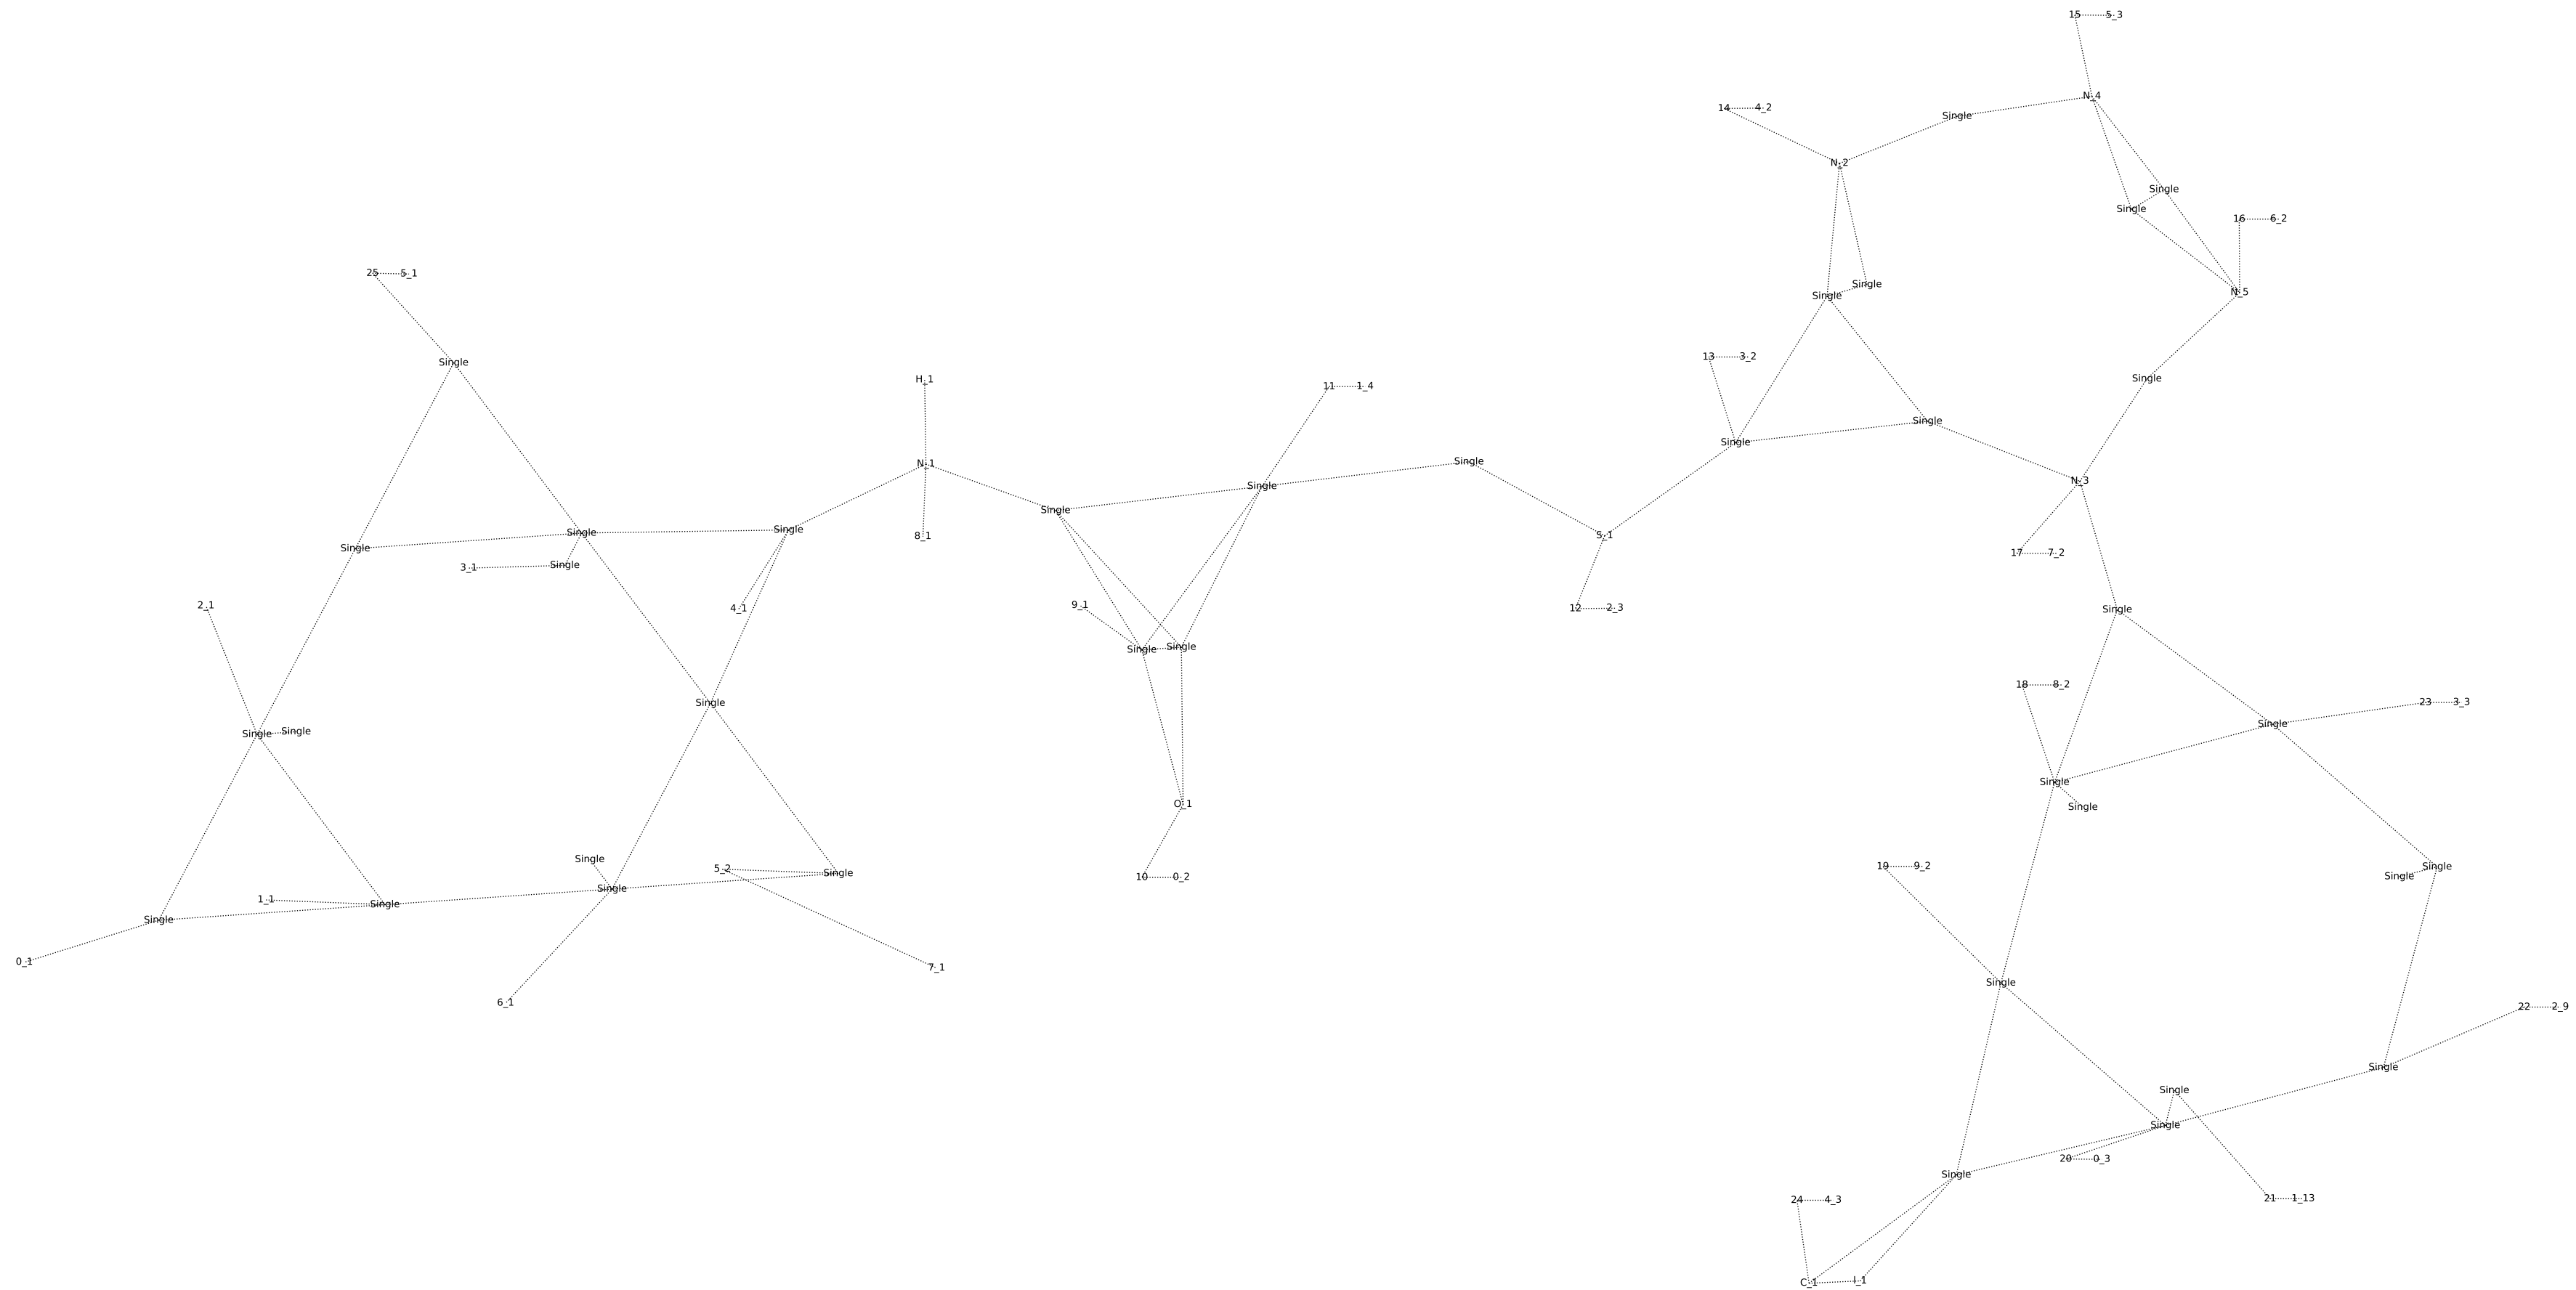 15 5_3
N_4
14 4_2
Single
N_2
Single
Single
16 6_2
25 5_1
Single
N_5
Single
13 3_2
Single
Single
H_1
11 1_4
Single
Single
Single
N_1
N_3
Single
Single
Single
Single
S_1
8_1
Single
17 7_2
3_1
Single
2_1
9_1
4_1
12 2_3
Single
Single
Single
18 8_2
Single
23 3_3
Single
Single
Single
Single
O_1
Single
Single
19 9_2
Single
5_2
Single
Single
10 0_2
Single
1_1
Single
Single
0_1
7_1
Single
6_1
22 2_9
Single
Single
Single
20 0_3
Single
24 4_3
21 1_13
C_1
I_1